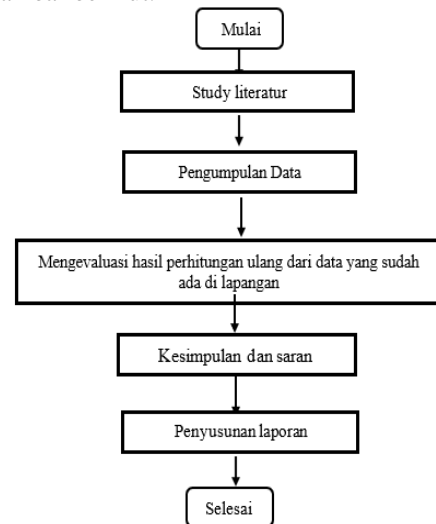 Mulai
Study literatur
Pengumpulan Data
Mengevaluasi hasil perhitungan ulang dari data yang sudah
ada di lapangan
Kesimpulan dan saran
Penyusunan laporan
Selesai